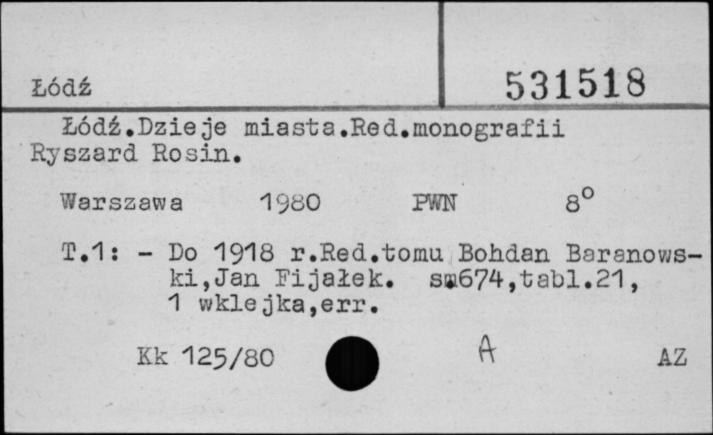 Łódź 531518
Łódź.Dzieje miasta.Red.monografii
Ryszard Rosin.
Warszawa 1980 PWN 8°
T.1: - Do 1918 r.Red.tomu Bohdan Baranows-
ki,Jan Fijałek. s.674,tabl.21,
1 wklejka,err.
Kk 125/80 A AZ